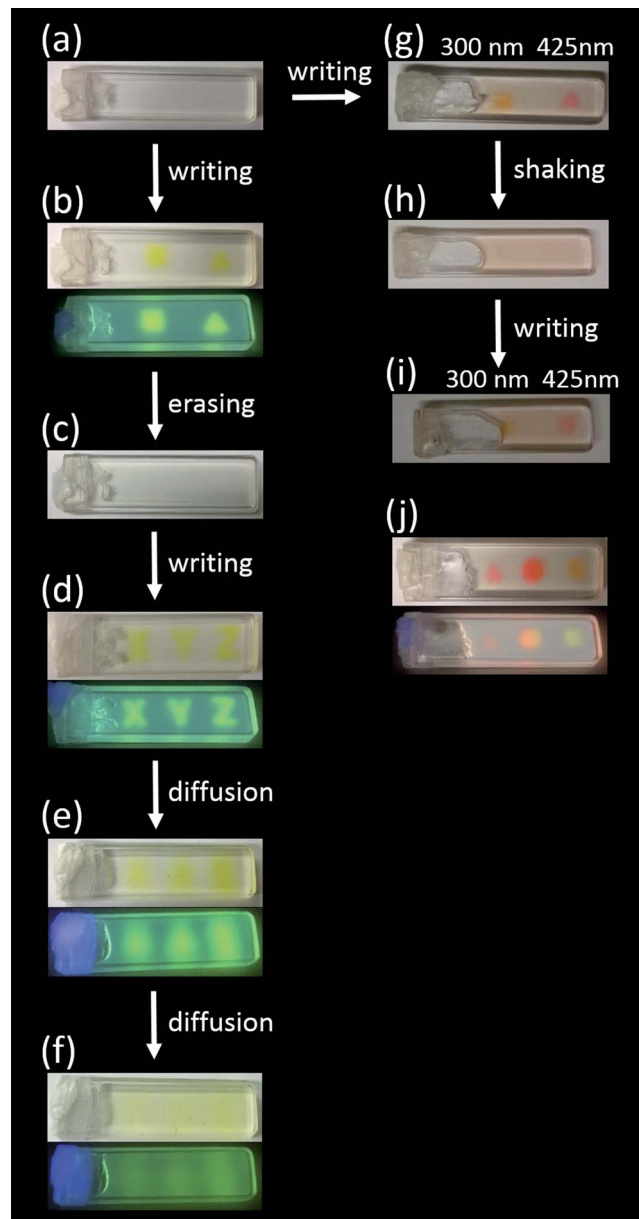 (a)
writing
(b)
erasing
(c)
writing
(d)
X Y Z
diffusion
(e)
diffusion
(f)
writing
(g) 300 nm 425nm
shaking
(h)
writing
(i) 300 nm 425nm
(j)